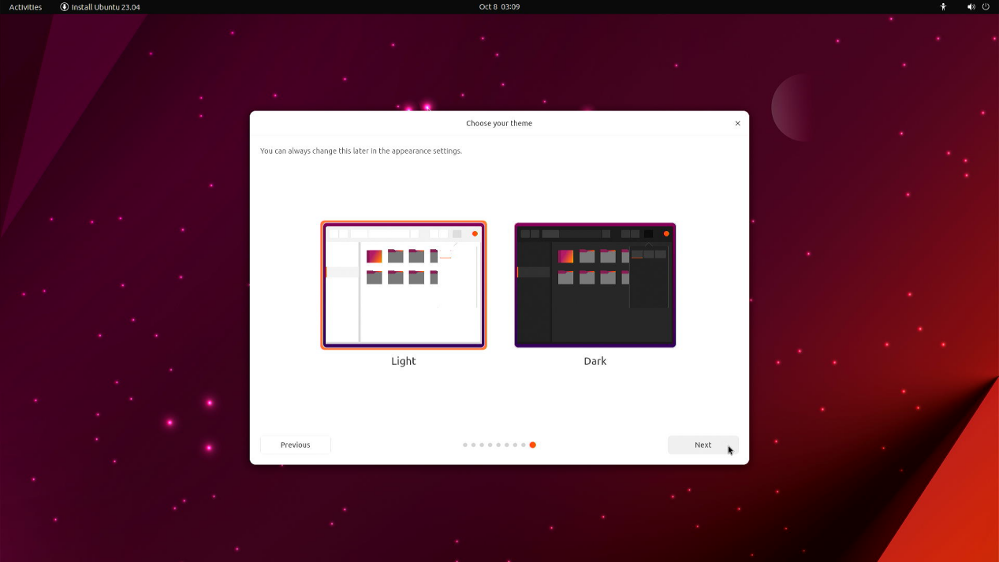 Activities
Install Ubuntu 23.04
Oct 8 03:09
Choose your theme
You can always change this later in the appearance settings.
Light
Dark
Previous
Next